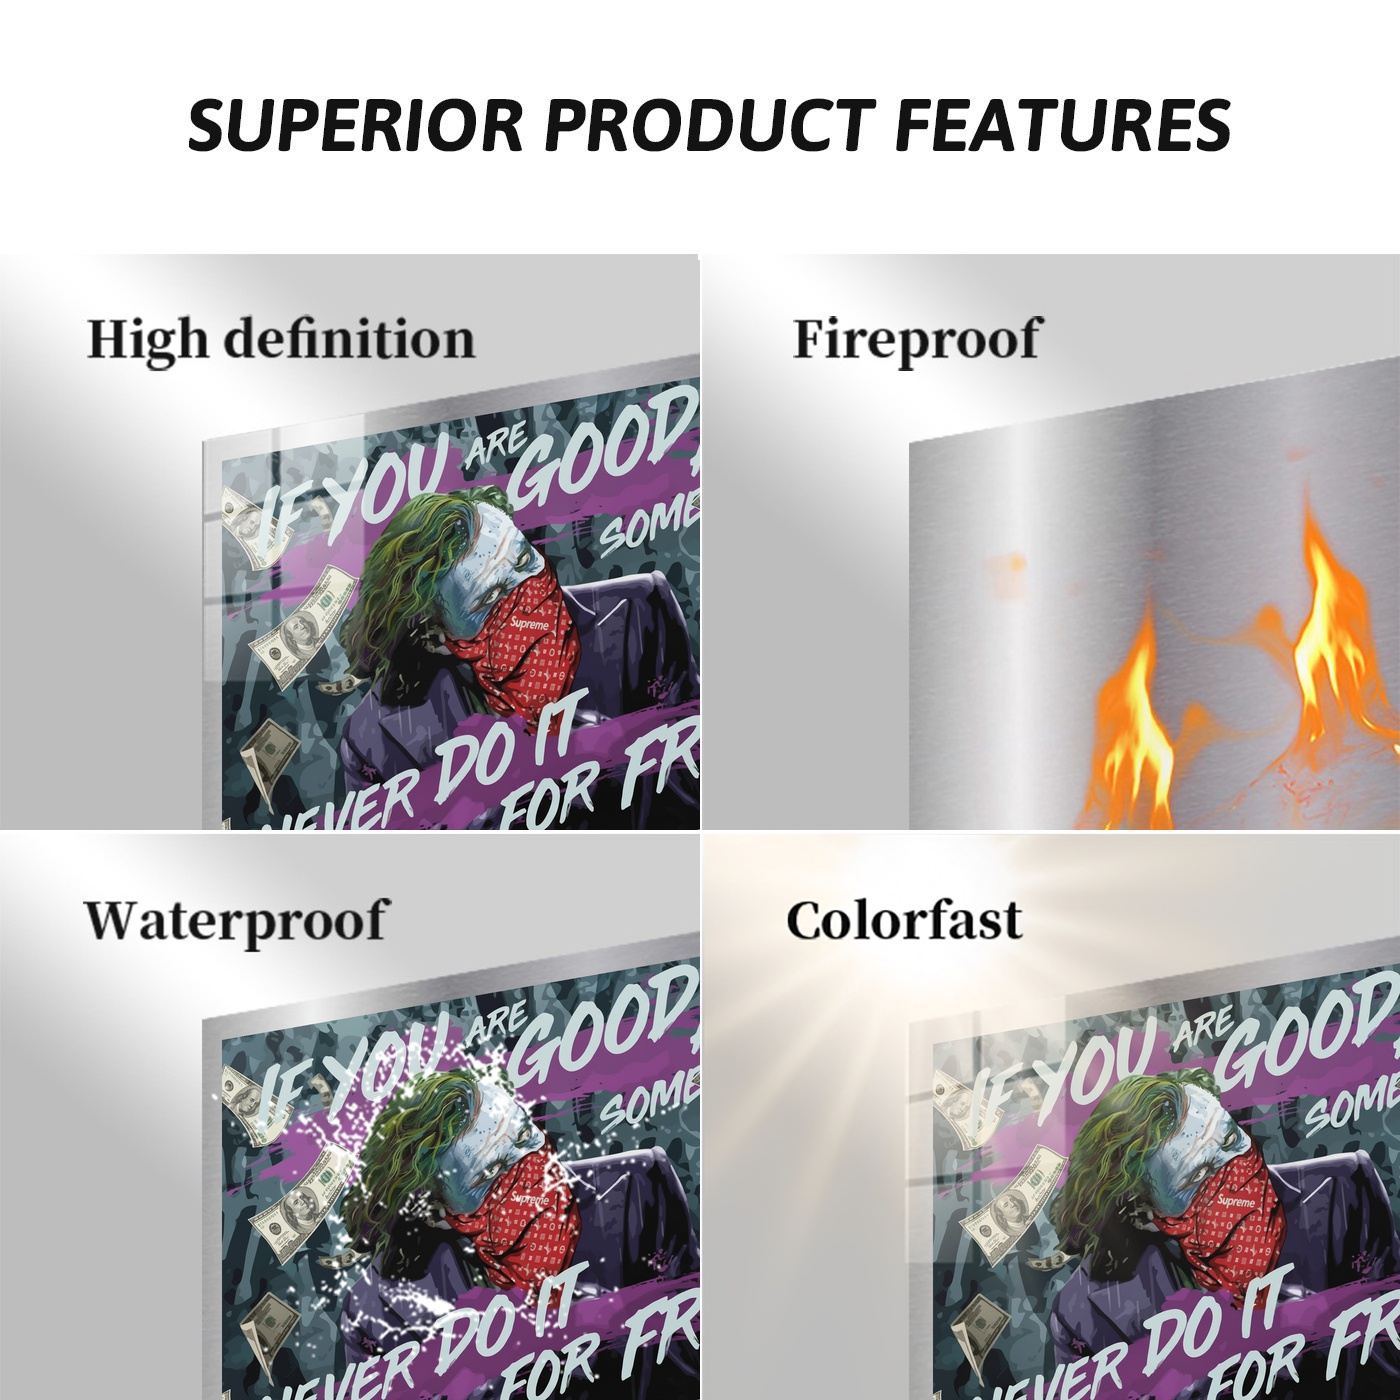 SUPERIOR PRODUCT FEATURES
High definition
IF YOU ARE GOOD,
SOME
Supreme
NEVER DO IT
FOR FR
Fireproof
Waterproof
IF YOU ARE GOOD,
SOME
Supreme
NEVER DO IT
FOR FR
Colorfast
IF YOU ARE GOOD,
SOME
Supreme
NEVER DO IT
FOR FR